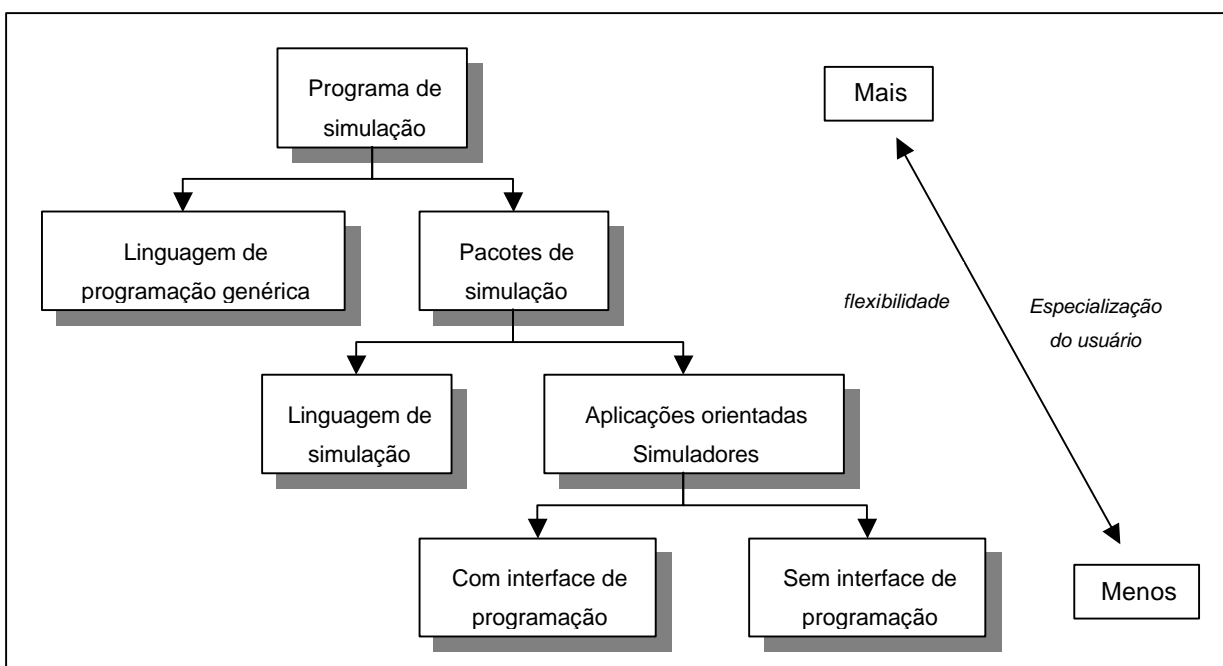 Programa de
simulação
Mais
Linguagem de
programação genérica
Pacotes de
simulação
flexibilidade
Especialização
do usuário
Linguagem de
simulação
Aplicações orientadas
Simuladores
Com interface de
programação
Sem interface de
programação
Menos